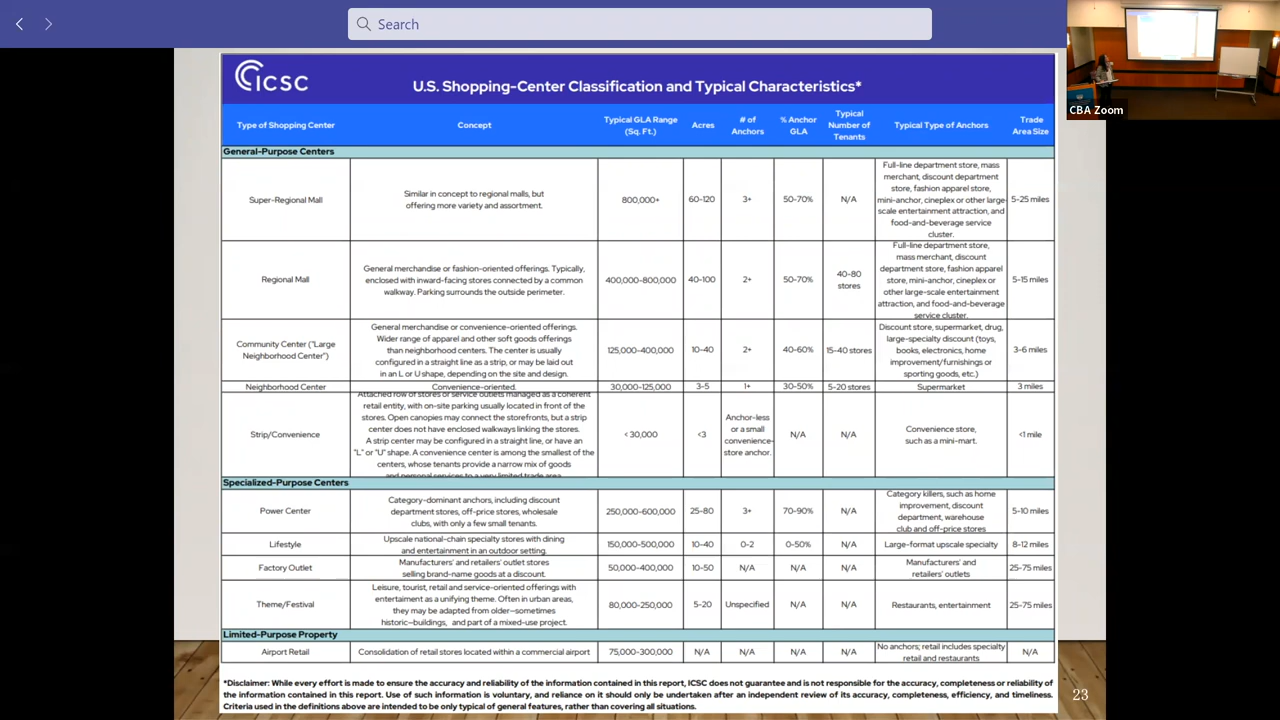 Search
CBA Zoom
icsc
U.S. Shopping-Center Classification and Typical Characteristics*
Type of Shopping Center
Concept
Typical GLA Range
(Sq. Ft.)
Acres
# of
Anchors
% Anchor
GLA
Typical
Number of
Tenants
Typical Type of Anchors
Trade
Area Size
General-Purpose Centers
Super-Regional Mall
Similar in concept to regional malls, but
offering more variety and assortment.
800,000+
60-120
3+
50-70%
N/A
Full-line department store, mass
merchant, discount department
store, fashion apparel store,
mini-anchor, cineplex or other large-
scale entertainment attraction, and
food-and-beverage service
cluster.
5-25 miles
Regional Mall
General merchandise or fashion-oriented offerings. Typically,
enclosed with inward-facing stores connected by a common
walkway. Parking surrounds the outside perimeter.
400,000-800,000
40-100
2+
50-70%
40-80
stores
Full-line department store,
mass merchant, discount
department store, fashion apparel
store, mini-anchor, cineplex or
other large-scale entertainment
attraction, and food-and-beverage
service cluster.
5-15 miles
Community Center ("Large
Neighborhood Center")
General merchandise or convenience-oriented offerings.
Wider range of apparel and other soft goods offerings
than neighborhood centers. The center is usually
configured in a straight line as a strip, or may be laid out
in an L or U shape, depending on the site and design.
125,000-400,000
10-40
2+
40-60%
15-40 stores
Discount store, supermarket, drug,
large-specialty discount (toys,
books, electronics, home
improvement/furnishings or
sporting goods, etc.)
3-6 miles
Neighborhood Center
Convenience-oriented.
30,000-125,000
3-5
1+
30-50%
5-20 stores
Supermarket
3 miles
Strip/Convenience
Attached row of stores or service outlets managed as a coherent
retail entity, with on-site parking usually located in front of the
stores. Open canopies may connect the storefronts, but a strip
center does not have enclosed walkways linking the stores.
A strip center may be configured in a straight line, or have an
"L" or "U" shape. A convenience center is among the smallest of the
centers, whose tenants provide a narrow mix of goods
and personal services to a very limited trade area.
< 30,000
<3
Anchor-less
or a small
convenience-
store anchor.
N/A
N/A
Convenience store,
such as a mini-mart.
<1 mile
Specialized-Purpose Centers
Power Center
Category-dominant anchors, including discount
department stores, off-price stores, wholesale
clubs, with only a few small tenants.
250,000-600,000
25-80
3+
70-90%
N/A
Category killers, such as home
improvement, discount
department, warehouse
club and off-price stores
5-10 miles
Lifestyle
Upscale national-chain specialty stores with dining
and entertainment in an outdoor setting.
150,000-500,000
10-40
0-2
0-50%
N/A
Large-format upscale specialty
8-12 miles
Factory Outlet
Manufacturers' and retailers' outlet stores
selling brand-name goods at a discount.
50,000-400,000
10-50
N/A
N/A
N/A
Manufacturers' and
retailers' outlets
25-75 miles
Theme/Festival
Leisure, tourist, retail and service-oriented offerings with
entertaiment as a unifying theme. Often in urban areas,
they may be adapted from older—sometimes
historic—buildings, and part of a mixed-use project.
80,000-250,000
5-20
Unspecified
N/A
N/A
Restaurants, entertainment
25-75 miles
Limited-Purpose Property
Airport Retail
Consolidation of retail stores located within a commercial airport
75,000-300,000
N/A
N/A
N/A
N/A
No anchors; retail includes specialty
retail and restaurants
N/A
*Disclaimer: While every effort is made to ensure the accuracy and reliability of the information contained in this report, ICSC does not guarantee and is not responsible for the accuracy, completeness or reliability of
the information contained in this report. Use of such information is voluntary, and reliance on it should only be undertaken after an independent review of its accuracy, completeness, efficiency, and timeliness.
Criteria used in the definitions above are intended to be only typical of general features, rather than covering all situations.
23